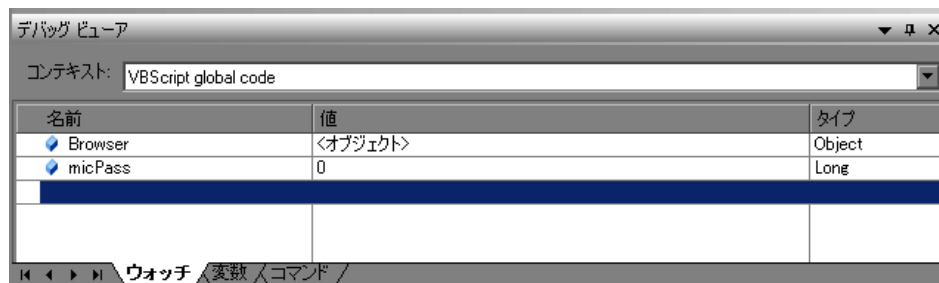 デバッグ ビューア
コンテキスト: VBScript global code
名前 値 タイプ
Browser <オブジェクト> Object
micPass 0 Long
ウォッチ 変数 コマンド